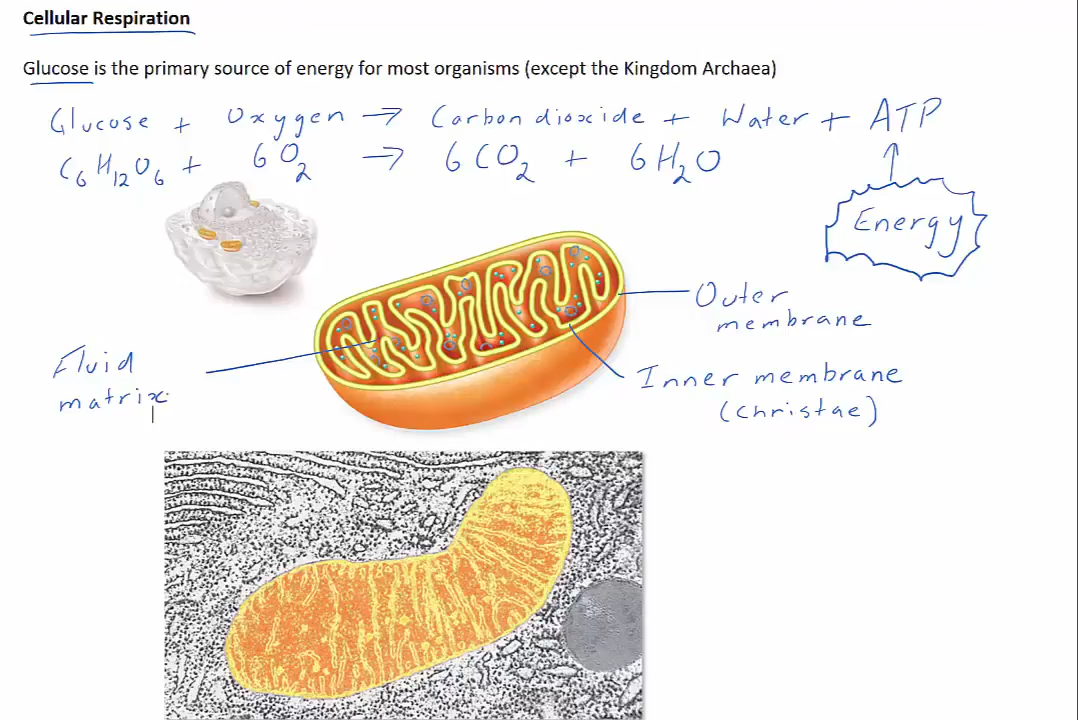 Cellular Respiration
Glucose is the primary source of energy for most organisms (except the Kingdom Archaea)
Glucose + Oxygen → Carbon dioxide + Water + ATP
C₆H₁₂O₆ + 6O₂ → 6CO₂ + 6H₂O
Energy
Outer
membrane
Fluid
matrix
Inner membrane
(christae)